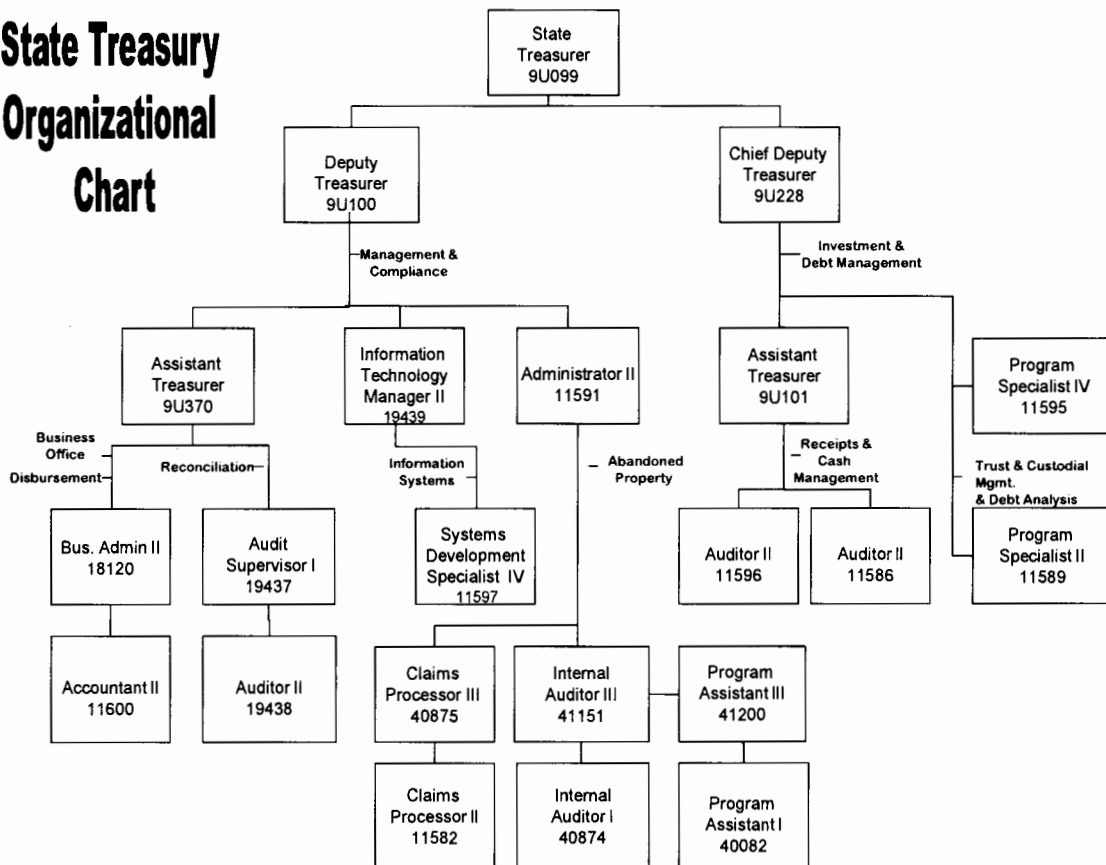 State Treasury
Organizational
Chart
State
Treasurer
9U099
Deputy
Treasurer
9U100
Chief Deputy
Treasurer
9U228
Management &
Compliance
Investment &
Debt Management
Assistant
Treasurer
9U370
Information
Technology
Manager II
19439
Administrator II
11591
Assistant
Treasurer
9U101
Program
Specialist IV
11595
Business
Office
Disbursement
Reconciliation
Information
Systems
Abandoned
Property
Receipts &
Cash
Management
Trust & Custodial
Mgmt.
& Debt Analysis
Bus. Admin II
18120
Audit
Supervisor I
19437
Systems
Development
Specialist IV
11597
Auditor II
11596
Auditor II
11586
Program
Specialist II
11589
Accountant II
11600
Auditor II
19438
Claims
Processor III
40875
Internal
Auditor III
41151
Program
Assistant III
41200
Claims
Processor II
11582
Internal
Auditor I
40874
Program
Assistant I
40082